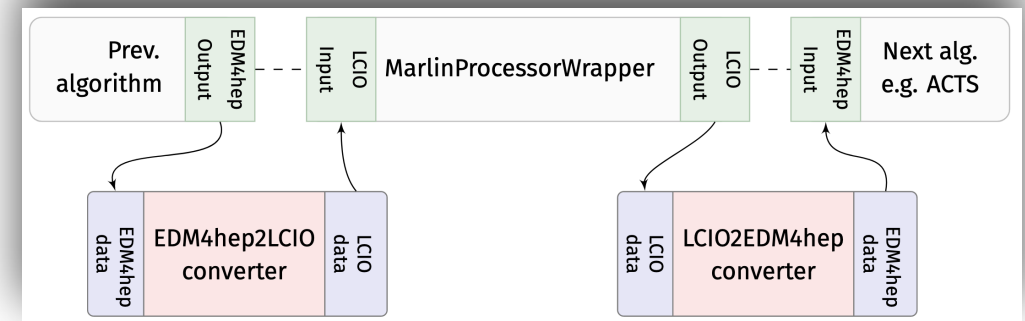 Prev.
algorithm
EDM4hep
Output
LCIO
Input
MarlinProcessorWrapper
LCIO
Output
EDM4hep
Input
Next alg.
e.g. ACTS
EDM4hep
data
EDM4hep2LCIO
converter
LCIO
data
LCIO
data
LCIO2EDM4hep
converter
EDM4hep
data